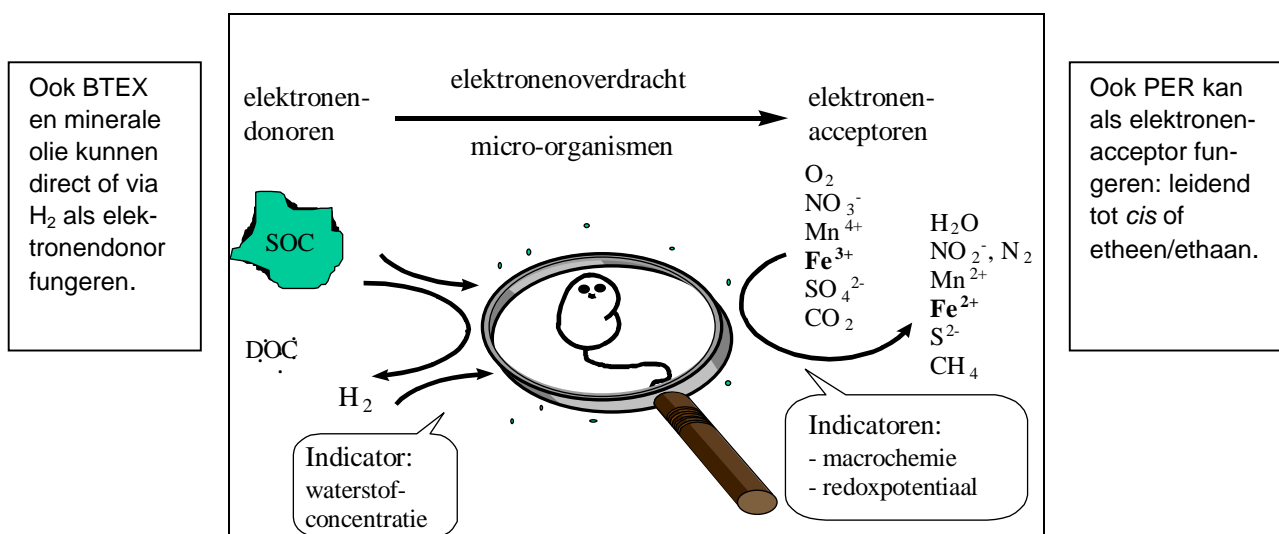 Ook BTEX
en minerale
olie kunnen
direct of via
H₂ als elek-
tronendonor
fungeren.
elektronen-
donoren
elektronenoverdracht
micro-organismen
elektronen-
acceptoren
SOC
DOC
H₂
Indicator:
waterstof-
concentratie
O₂
NO₃⁻
Mn⁴⁺
Fe³⁺
SO₄²⁻
CO₂
H₂O
NO₂⁻, N₂
Mn²⁺
Fe²⁺
S²⁻
CH₄
Indicatoren:
- macrochemie
- redoxpotentiaal
Ook PER kan
als elektronen-
acceptor fun-
geren: leidend
tot cis of
etheen/ethaan.